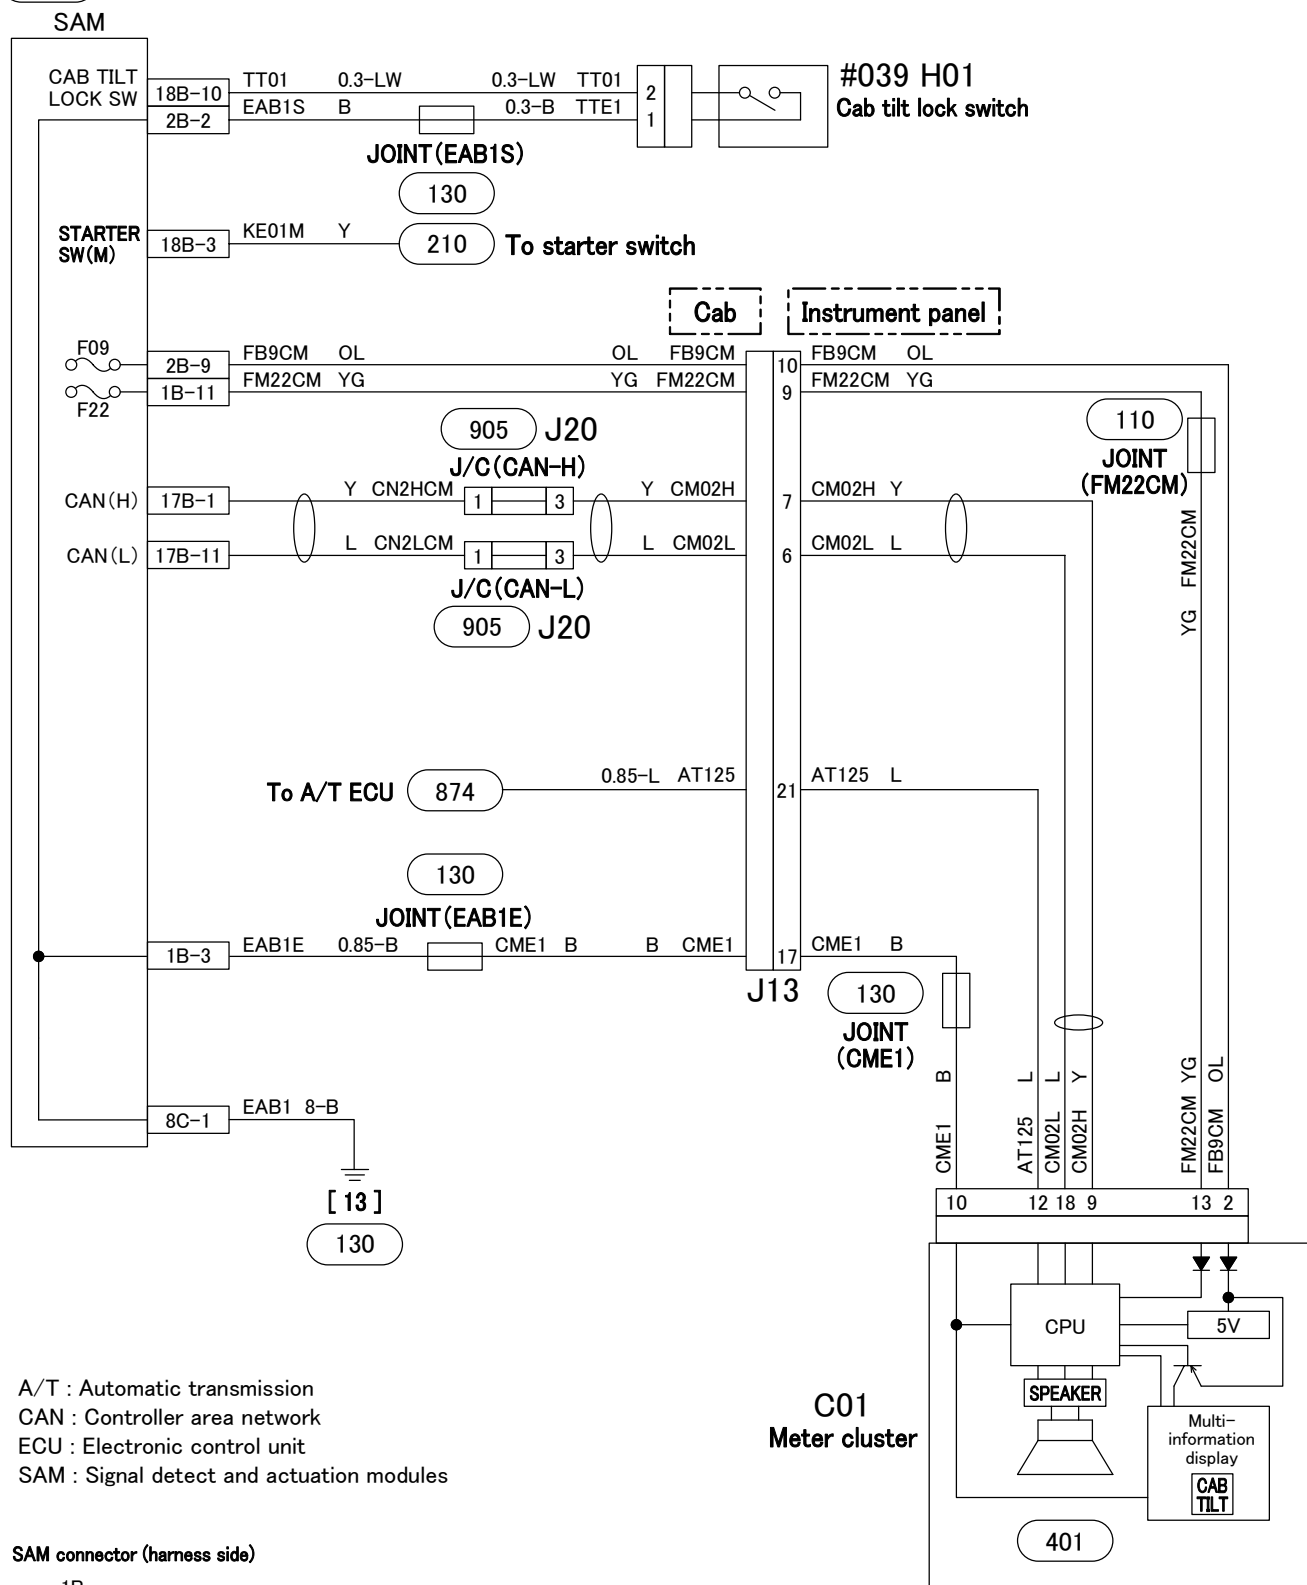 SAM
CAB TILT
LOCK SW
18B-10
TT01 0.3-LW 0.3-LW TT01
2
#039 H01
Cab tilt lock switch
2B-2
EAB1S B 0.3-B TTE1
1
JOINT(EAB1S)
130
STARTER
SW(M)
18B-3
KE01M Y
210
To starter switch
Cab
Instrument panel
F09
2B-9
FB9CM OL OL FB9CM
10
FB9CM OL
F22
1B-11
FM22CM YG YG FM22CM
9
FM22CM YG
905
J20
J/C(CAN-H)
110
JOINT
(FM22CM)
CAN(H)
17B-1
Y CN2HCM
1
3
Y CM02H
7
CM02H Y
CAN(L)
17B-11
L CN2LCM
1
3
L CM02L
6
CM02L L
J/C(CAN-L)
905
J20
YG FM22CM
To A/T ECU
874
0.85-L AT125
21
AT125 L
130
JOINT(EAB1E)
1B-3
EAB1E 0.85-B CME1 B B CME1
17
CME1 B
J13
130
JOINT
(CME1)
8C-1
EAB1 8-B
[13]
130
CME1 B
AT125 L
CM02L L
CM02H Y
FM22CM YG
FB9CM OL
10 12 18 9 13 2
CPU
5V
SPEAKER
C01
Meter cluster
Multi-
information
display
CAB
TILT
401
A/T : Automatic transmission
CAN : Controller area network
ECU : Electronic control unit
SAM : Signal detect and actuation modules
SAM connector (harness side)
1B